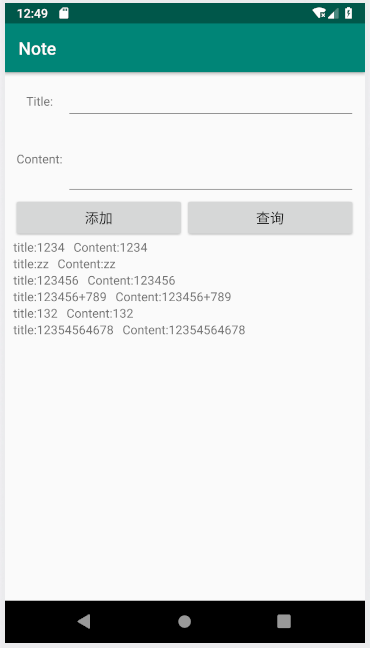 12:49
Note
Title:
Content:
添加 查询
title:1234 Content:1234
title:zz Content:zz
title:123456 Content:123456
title:123456+789 Content:123456+789
title:132 Content:132
title:12354564678 Content:12354564678